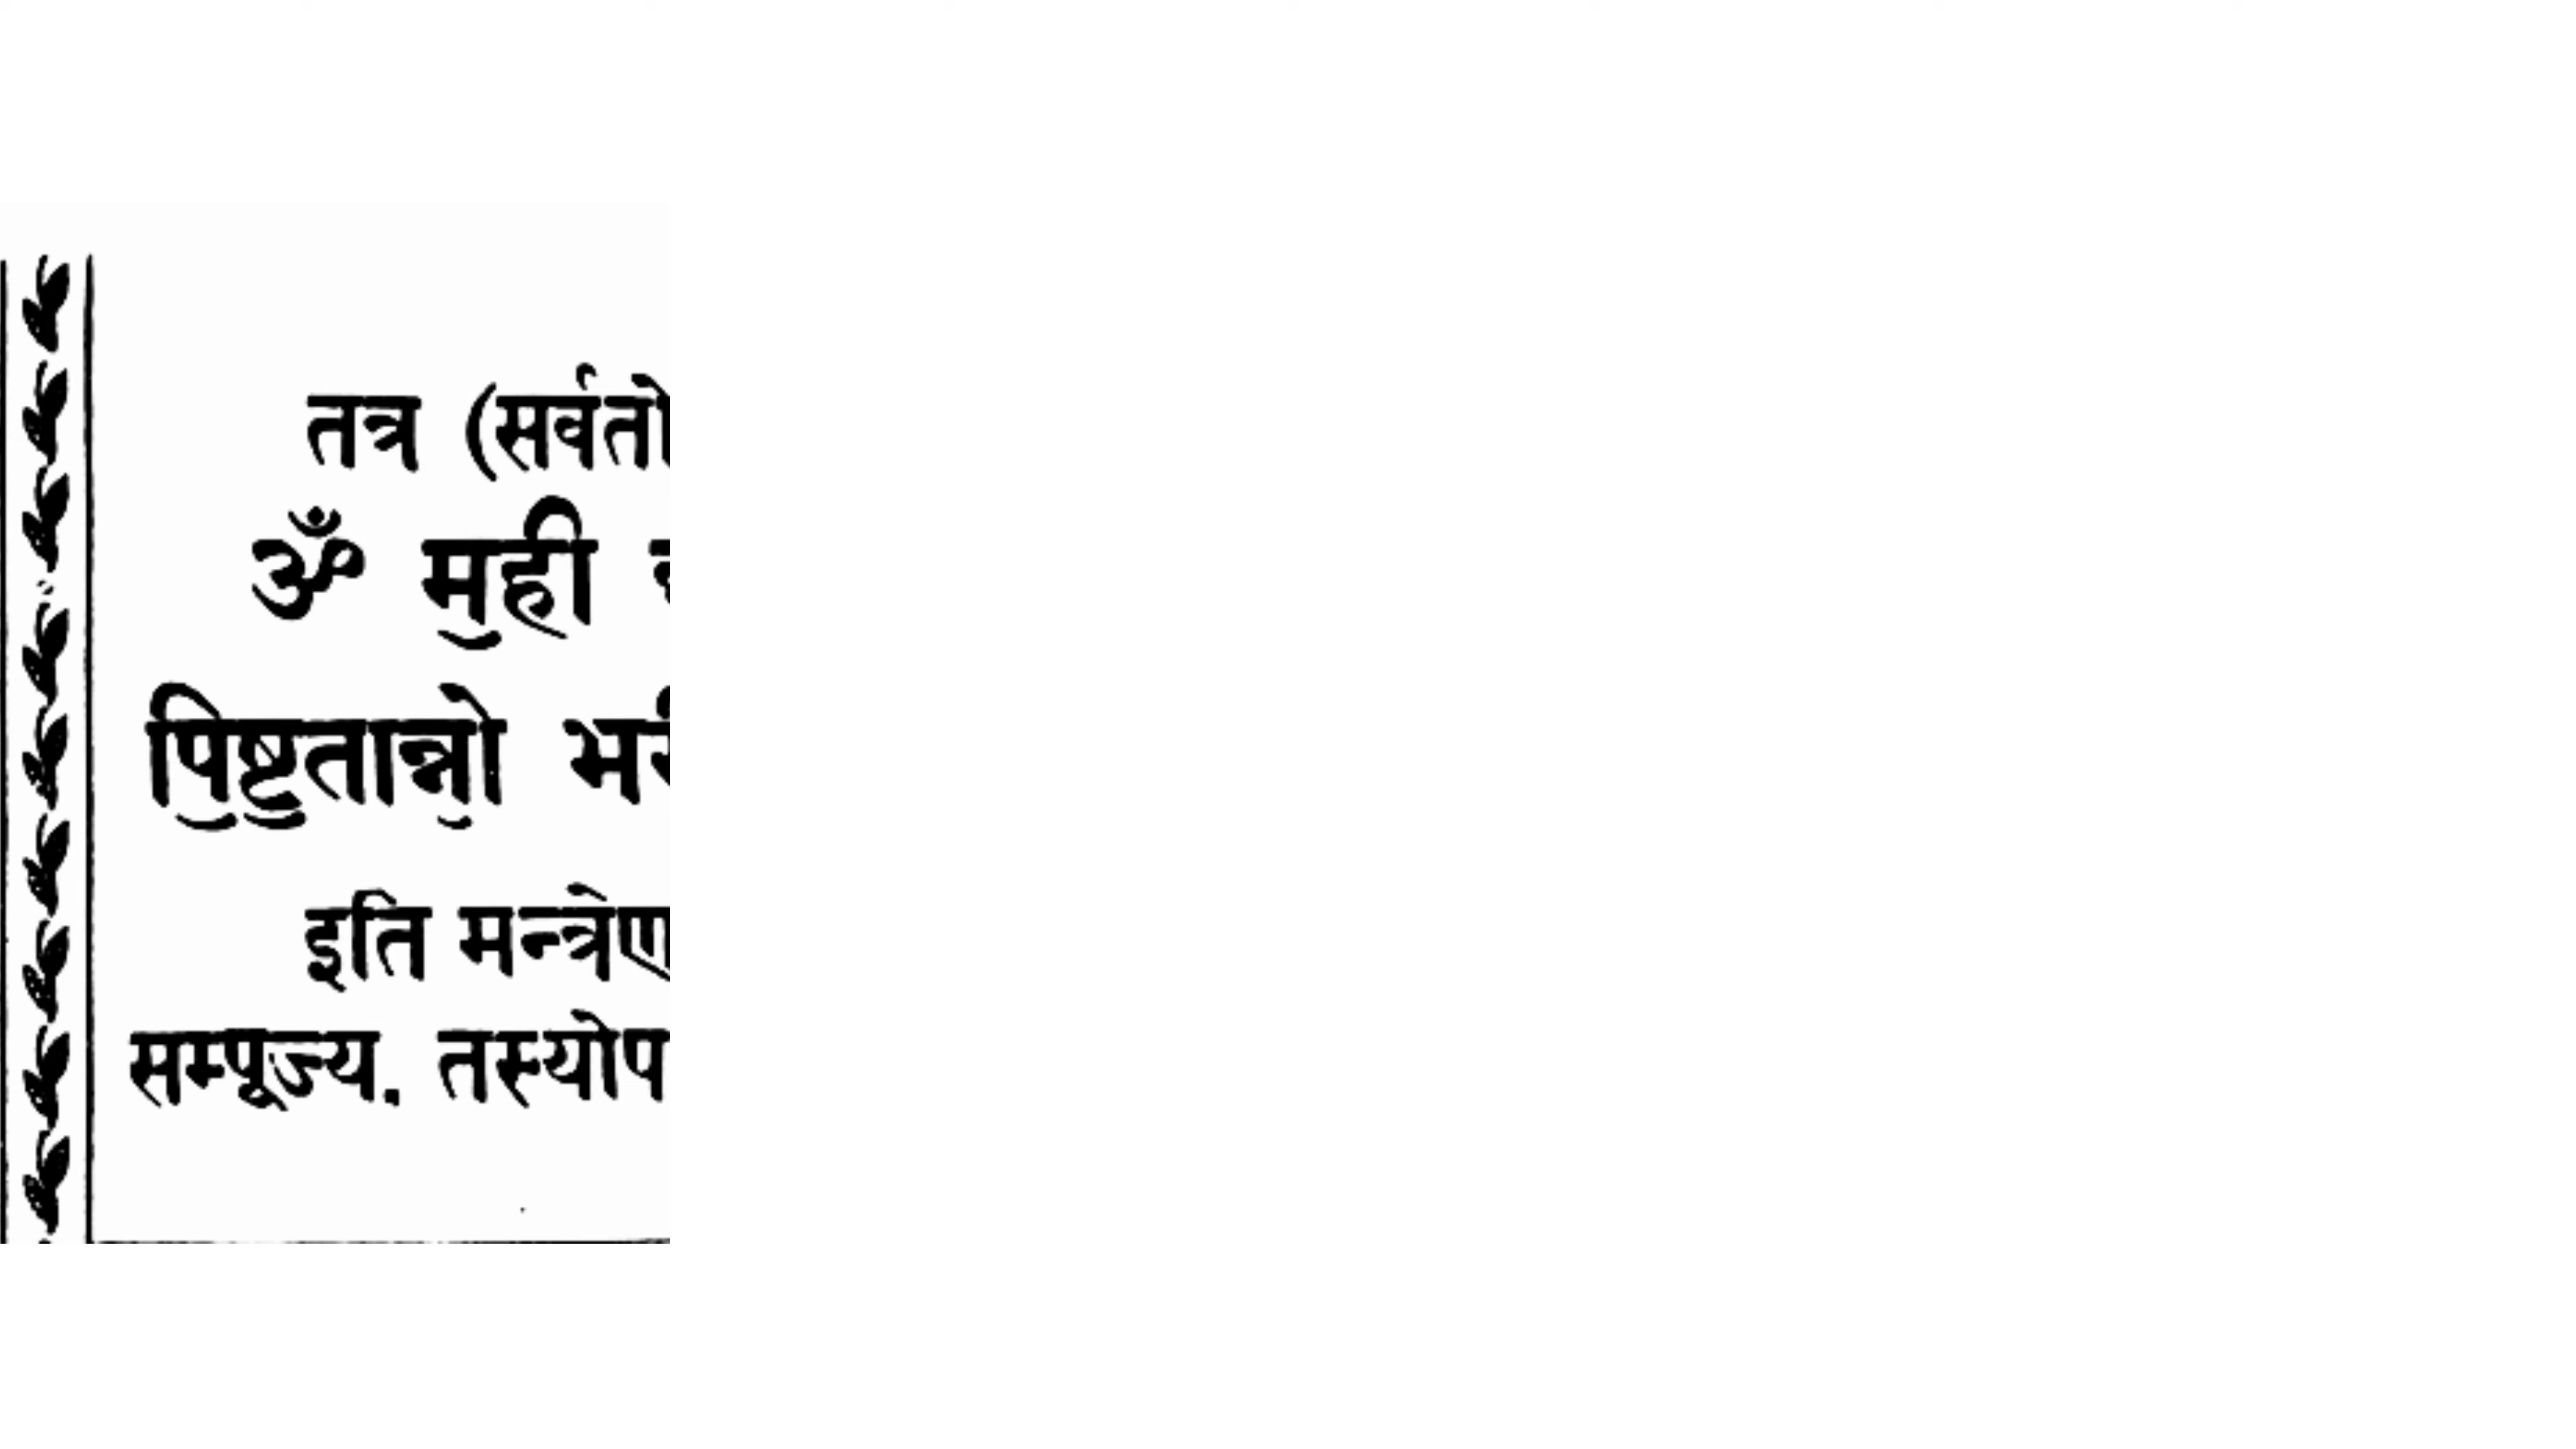 तत्र (सर्वतो
ॐ मुही
पिष्टुतान्नो
इति मन्त्रेण
सम्पूज्य. तस्योप